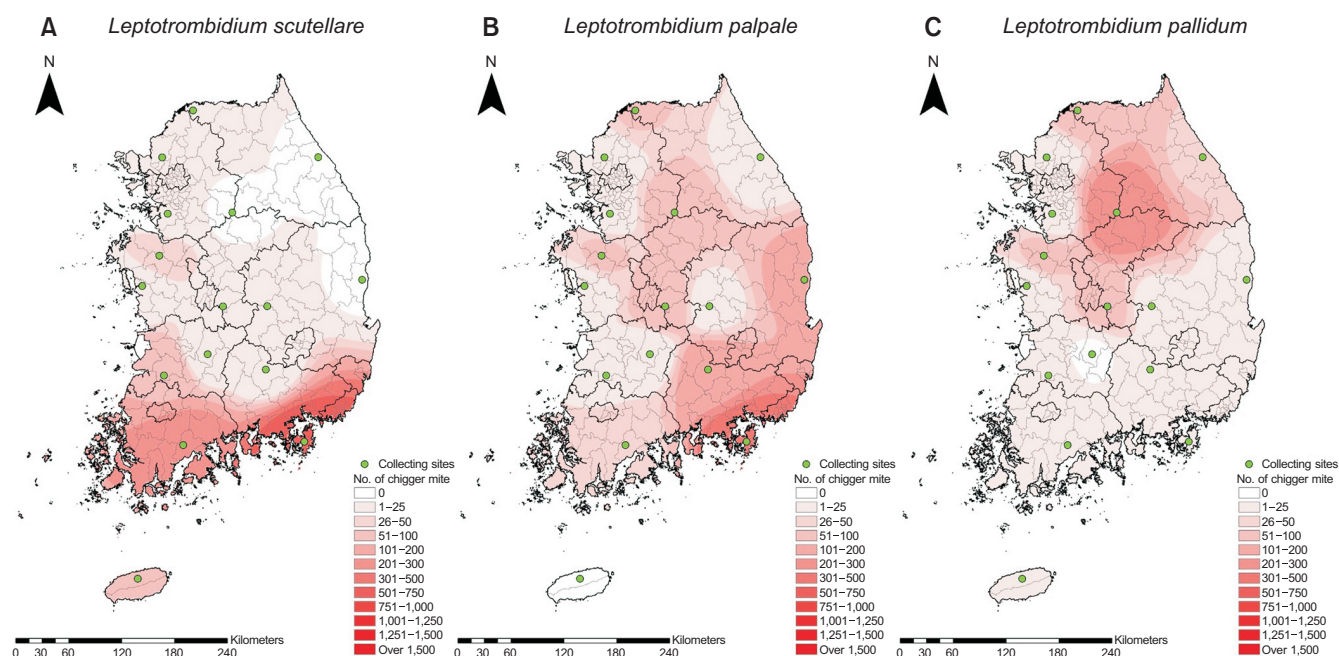 A Leptotrombidium scutellare
N
Collecting sites
No. of chigger mite
0
1–25
26–50
51–100
101–200
201–300
301–500
501–750
751–1,000
1,001–1,250
1,251–1,500
Over 1,500
Kilometers
0 30 60 120 180 240
B Leptotrombidium palpale
N
Collecting sites
No. of chigger mite
0
1–25
26–50
51–100
101–200
201–300
301–500
501–750
751–1,000
1,001–1,250
1,251–1,500
Over 1,500
Kilometers
0 30 60 120 180 240
C Leptotrombidium pallidum
N
Collecting sites
No. of chigger mite
0
1–25
26–50
51–100
101–200
201–300
301–500
501–750
751–1,000
1,001–1,250
1,251–1,500
Over 1,500
Kilometers
0 30 60 120 180 240